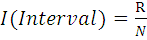 I(Interval) = R/N